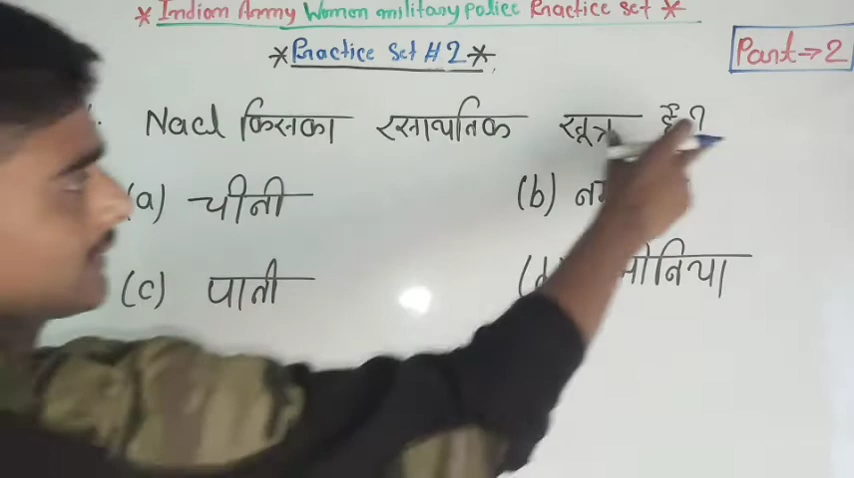 * Indian Army Women military police Practice set *
* Practice Set # 2 *
Part → 2
Nacl किसका रसायनिक सूत्र है ?
(a) चीनी
(b)
(c) पानी